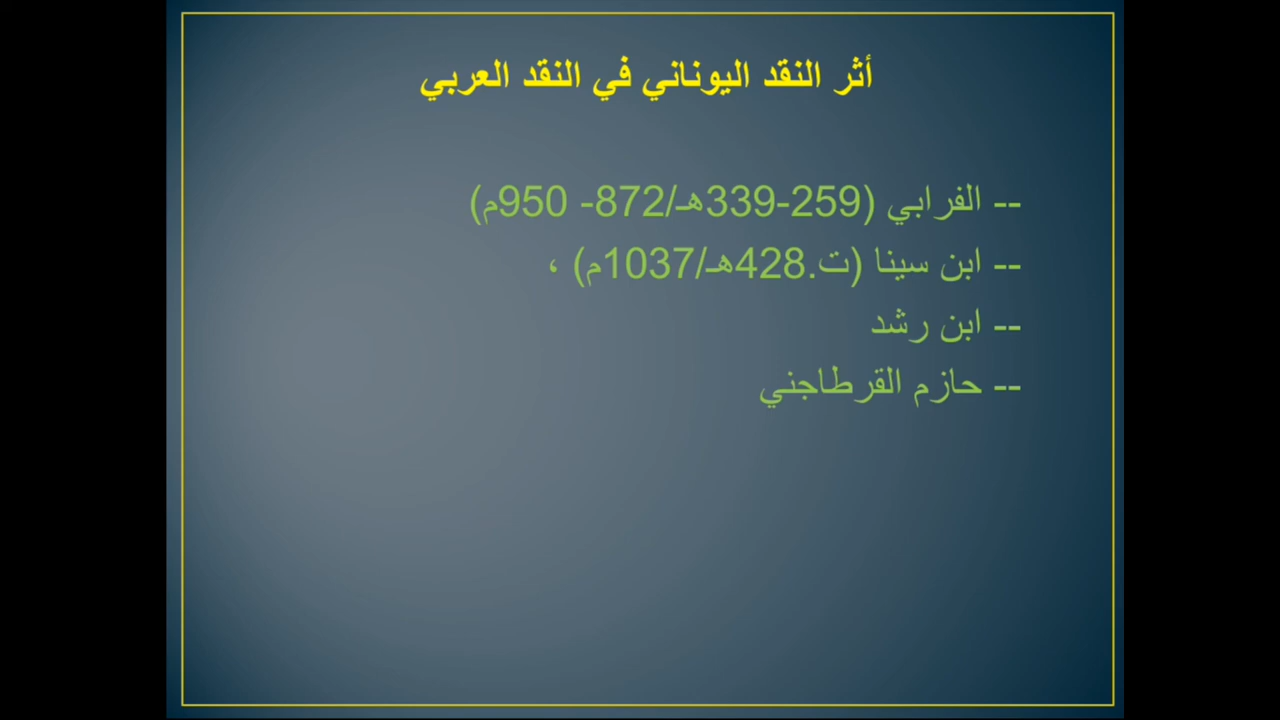 أثر النقد اليوناني في النقد العربي
-- الفرابي (259-339هـ/872- 950م)
-- ابن سينا (ت.428هـ/1037م) ،
-- ابن رشد
-- حازم القرطاجني